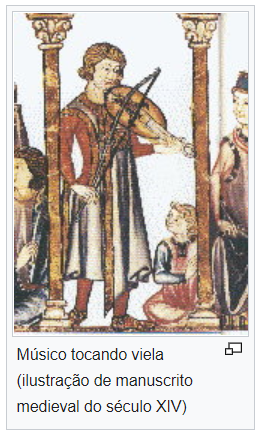 Músico tocando viela
(ilustração de manuscrito
medieval do século XIV)